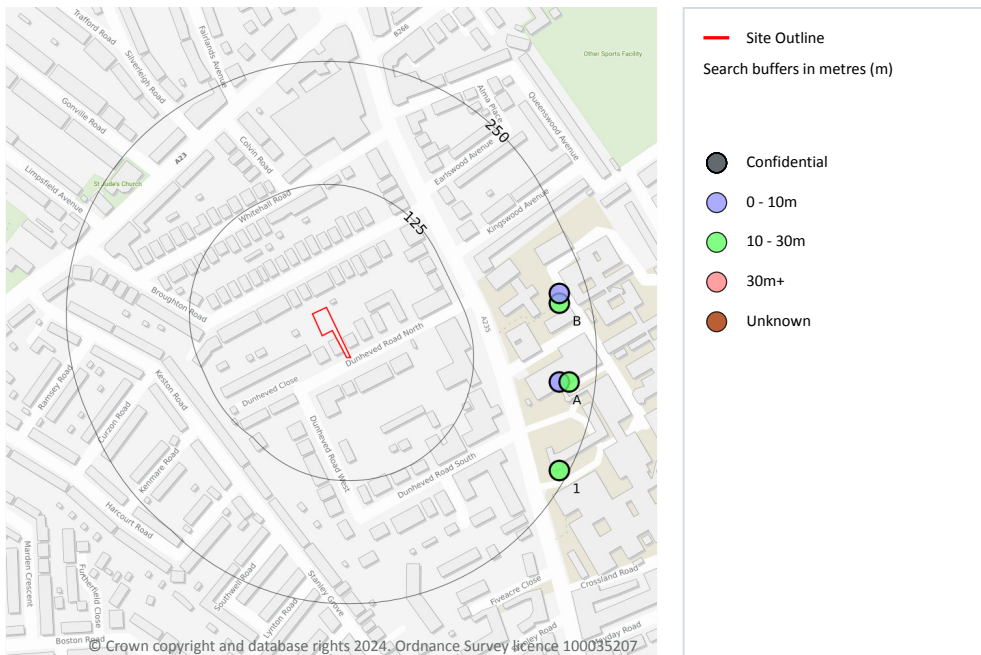 Trafford Road
Silverleigh Road
Fairlands Avenue
B266
Other Sports Facility
Gonville Road
Alma Place
Queenswood Avenue
250
A23
Colvin Road
Earlswood Avenue
Limpsfield Avenue
St Jude's Church
Whitehall Road
Kingswood Avenue
125
Broughton Road
A235
B
Dunheved Road North
Ramsey Road
Keston Road
Dunheved Close
A
Curzon Road
Dunheved Road West
Kenmare Road
Dunheved Road South
1
Harcourt Road
Marden Crescent
Furtherfield Close
Southwell Road
Stanley Grove
Fiveacre Close
Crossland Road
Lynton Road
Boston Road
© Crown copyright and database rights 2024. Ordnance Survey licence 100035207
Site Outline
Search buffers in metres (m)
Confidential
0 - 10m
10 - 30m
30m+
Unknown